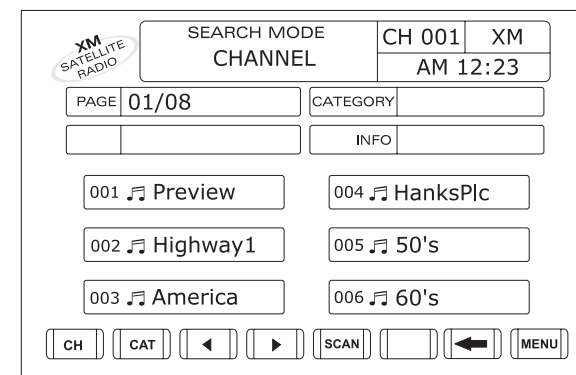 XM
SATELLITE
RADIO
SEARCH MODE
CHANNEL
CH 001 XM
AM 12:23
PAGE 01/08
CATEGORY
INFO
001 Preview
004 HanksPlc
002 Highway1
005 50's
003 America
006 60's
CH CAT SCAN MENU